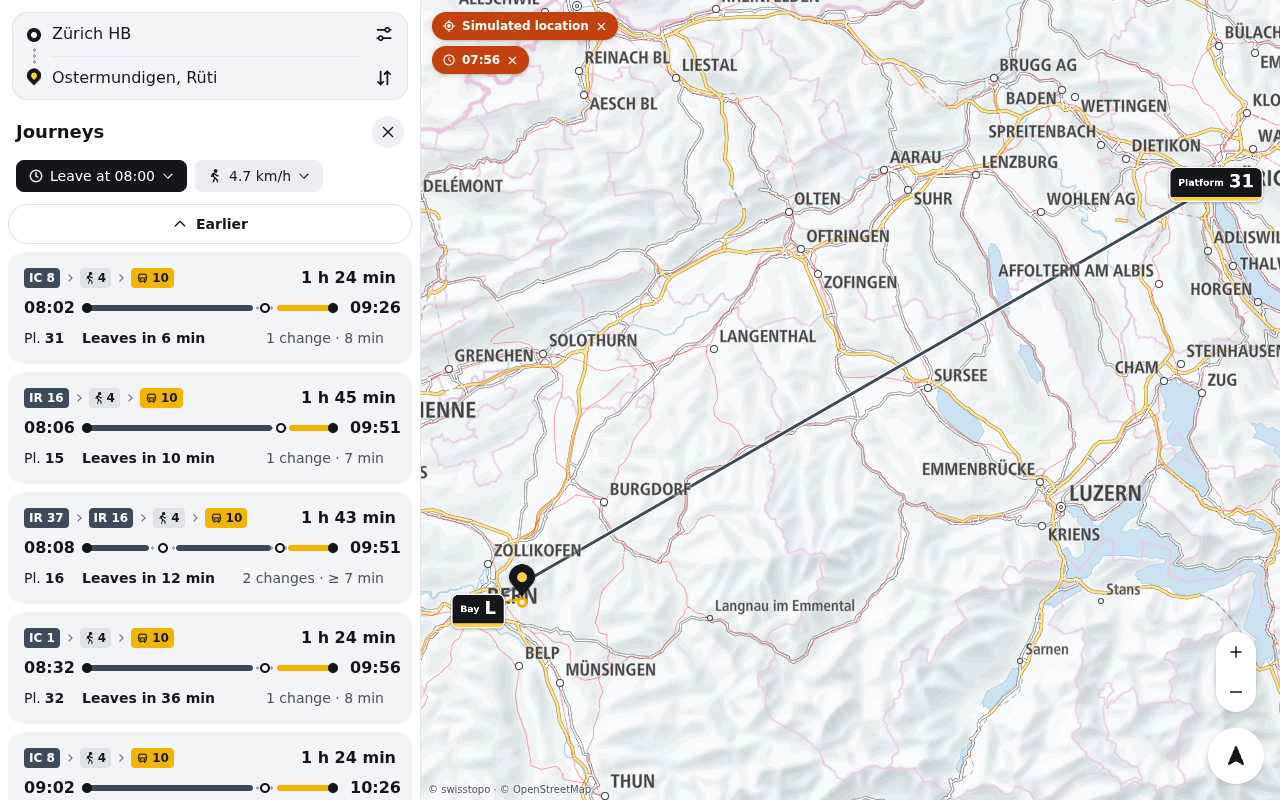 Zürich HB
Ostermundigen, Rüti
Journeys
Leave at 08:00
4.7 km/h
Earlier
IC 8 4 10 1 h 24 min
08:02 09:26
Pl. 31 Leaves in 6 min 1 change · 8 min
IR 16 4 10 1 h 45 min
08:06 09:51
Pl. 15 Leaves in 10 min 1 change · 7 min
IR 37 IR 16 4 10 1 h 43 min
08:08 09:51
Pl. 16 Leaves in 12 min 2 changes · ≥ 7 min
IC 1 4 10 1 h 24 min
08:32 09:56
Pl. 32 Leaves in 36 min 1 change · 8 min
IC 8 4 10 1 h 24 min
09:02 10:26
Simulated location
07:56
REINACH BL
LIESTAL
AESCH BL
BRUGG AG
BÜLACH
BADEN
WETTINGEN
SPREITENBACH
DIETIKON
AARAU
LENZBURG
DELÉMONT
OLTEN
SUHR
WOHLEN AG
Platform 31
OFTRINGEN
ADLISWIL
ZOFINGEN
AFFOLTERN AM ALBIS
HORGEN
SOLOTHURN
LANGENTHAL
GRENCHEN
STEINHAUSEN
SURSEE
CHAM
ZUG
IENNE
EMMENBRÜCKE
BURGDORF
LUZERN
KRIENS
ZOLLIKOFEN
BERN
Bay L
Langnau im Emmental
Stans
BELP
MÜNSINGEN
Sarnen
THUN
© swisstopo · © OpenStreetMap